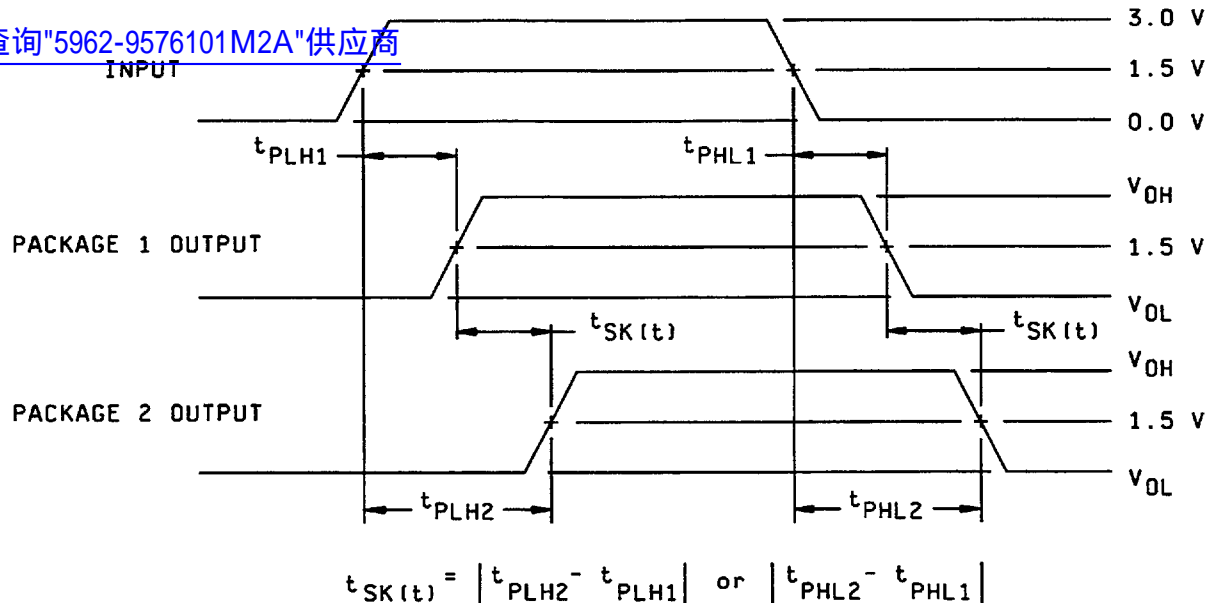 查询"5962-9576101M2A"供应商
3.0 V
INPUT
1.5 V
0.0 V
tPLH1
tPHL1
VOH
PACKAGE 1 OUTPUT
1.5 V
VOL
tSK(t)
tSK(t)
VOH
PACKAGE 2 OUTPUT
1.5 V
VOL
tPLH2
tPHL2
tSK(t) = |tPLH2 - tPLH1| or |tPHL2 - tPHL1|